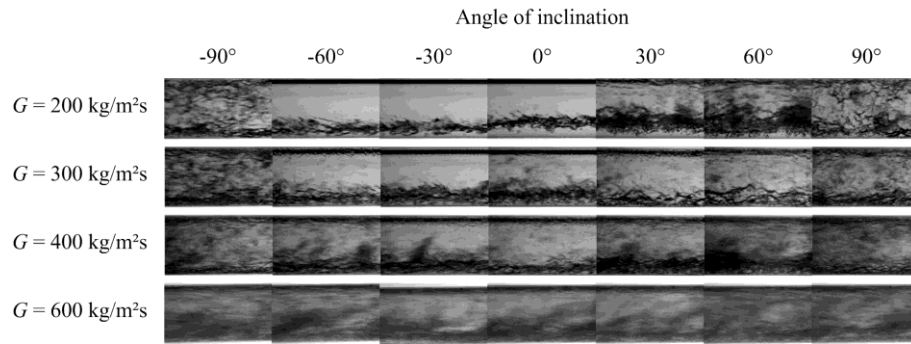 Angle of inclination
-90° -60° -30° 0° 30° 60° 90°
G = 200 kg/m²s
G = 300 kg/m²s
G = 400 kg/m²s
G = 600 kg/m²s